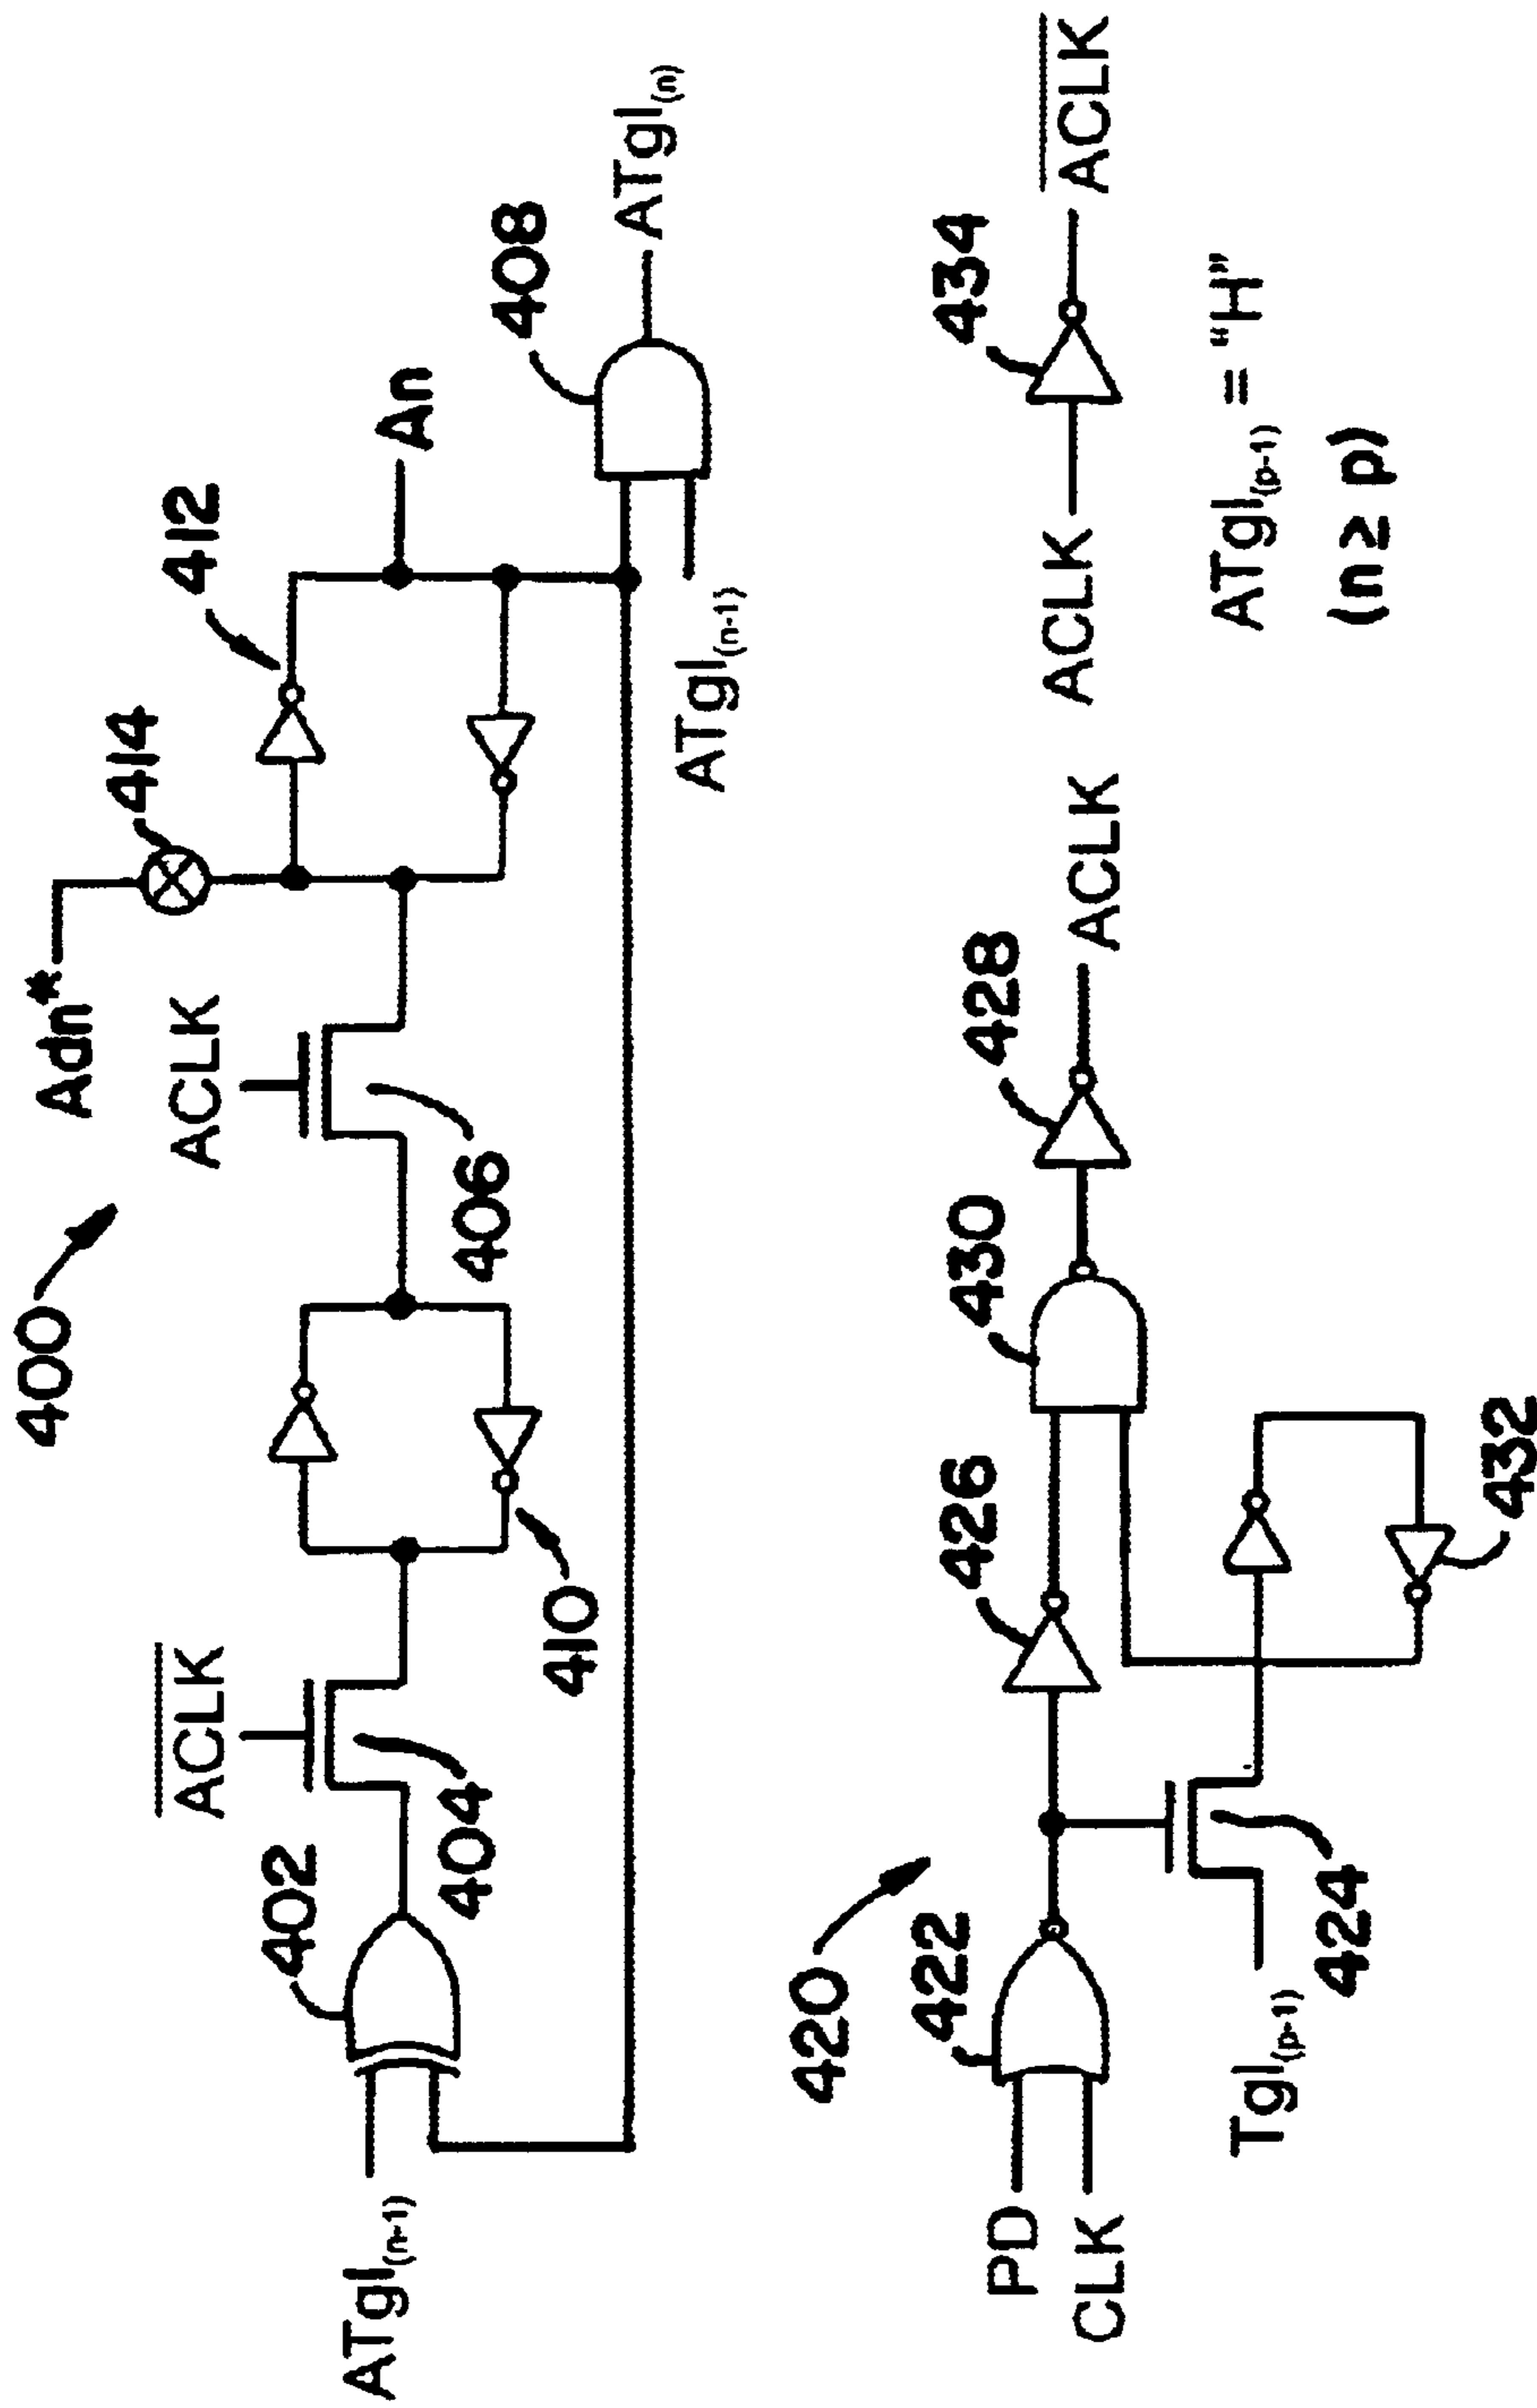 400
Adn*
414
412
ACLK
ACLK
402
404
410
406
An
408
ATgl(n-1)
ATgl(n-1)
ATgl(n)
420
422
426
430
428
434
PD
CLK
ACLK
ACLK
ACLK
Tgl(p-1)
424
432
ATgl(p-1) = "H"
(n ≥ p)